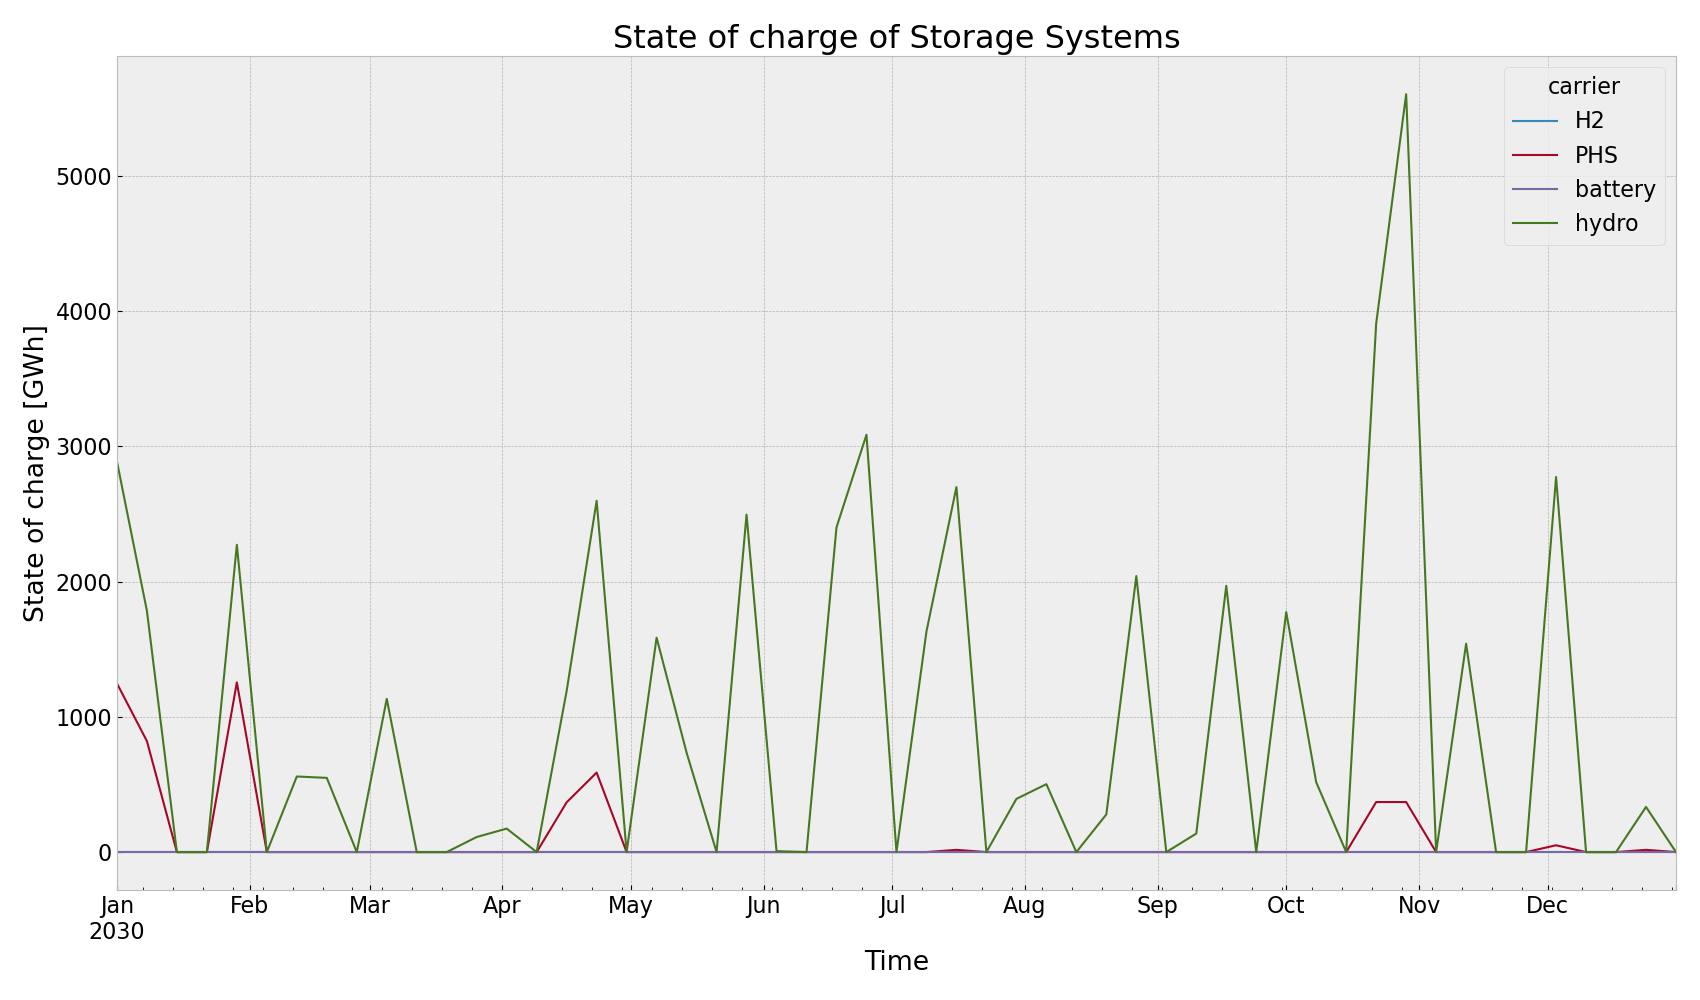 State of charge of Storage Systems
carrier
H2
PHS
battery
hydro
State of charge [GWh]
5000
4000
3000
2000
1000
0
Jan Feb Mar Apr May Jun Jul Aug Sep Oct Nov Dec
2030
Time